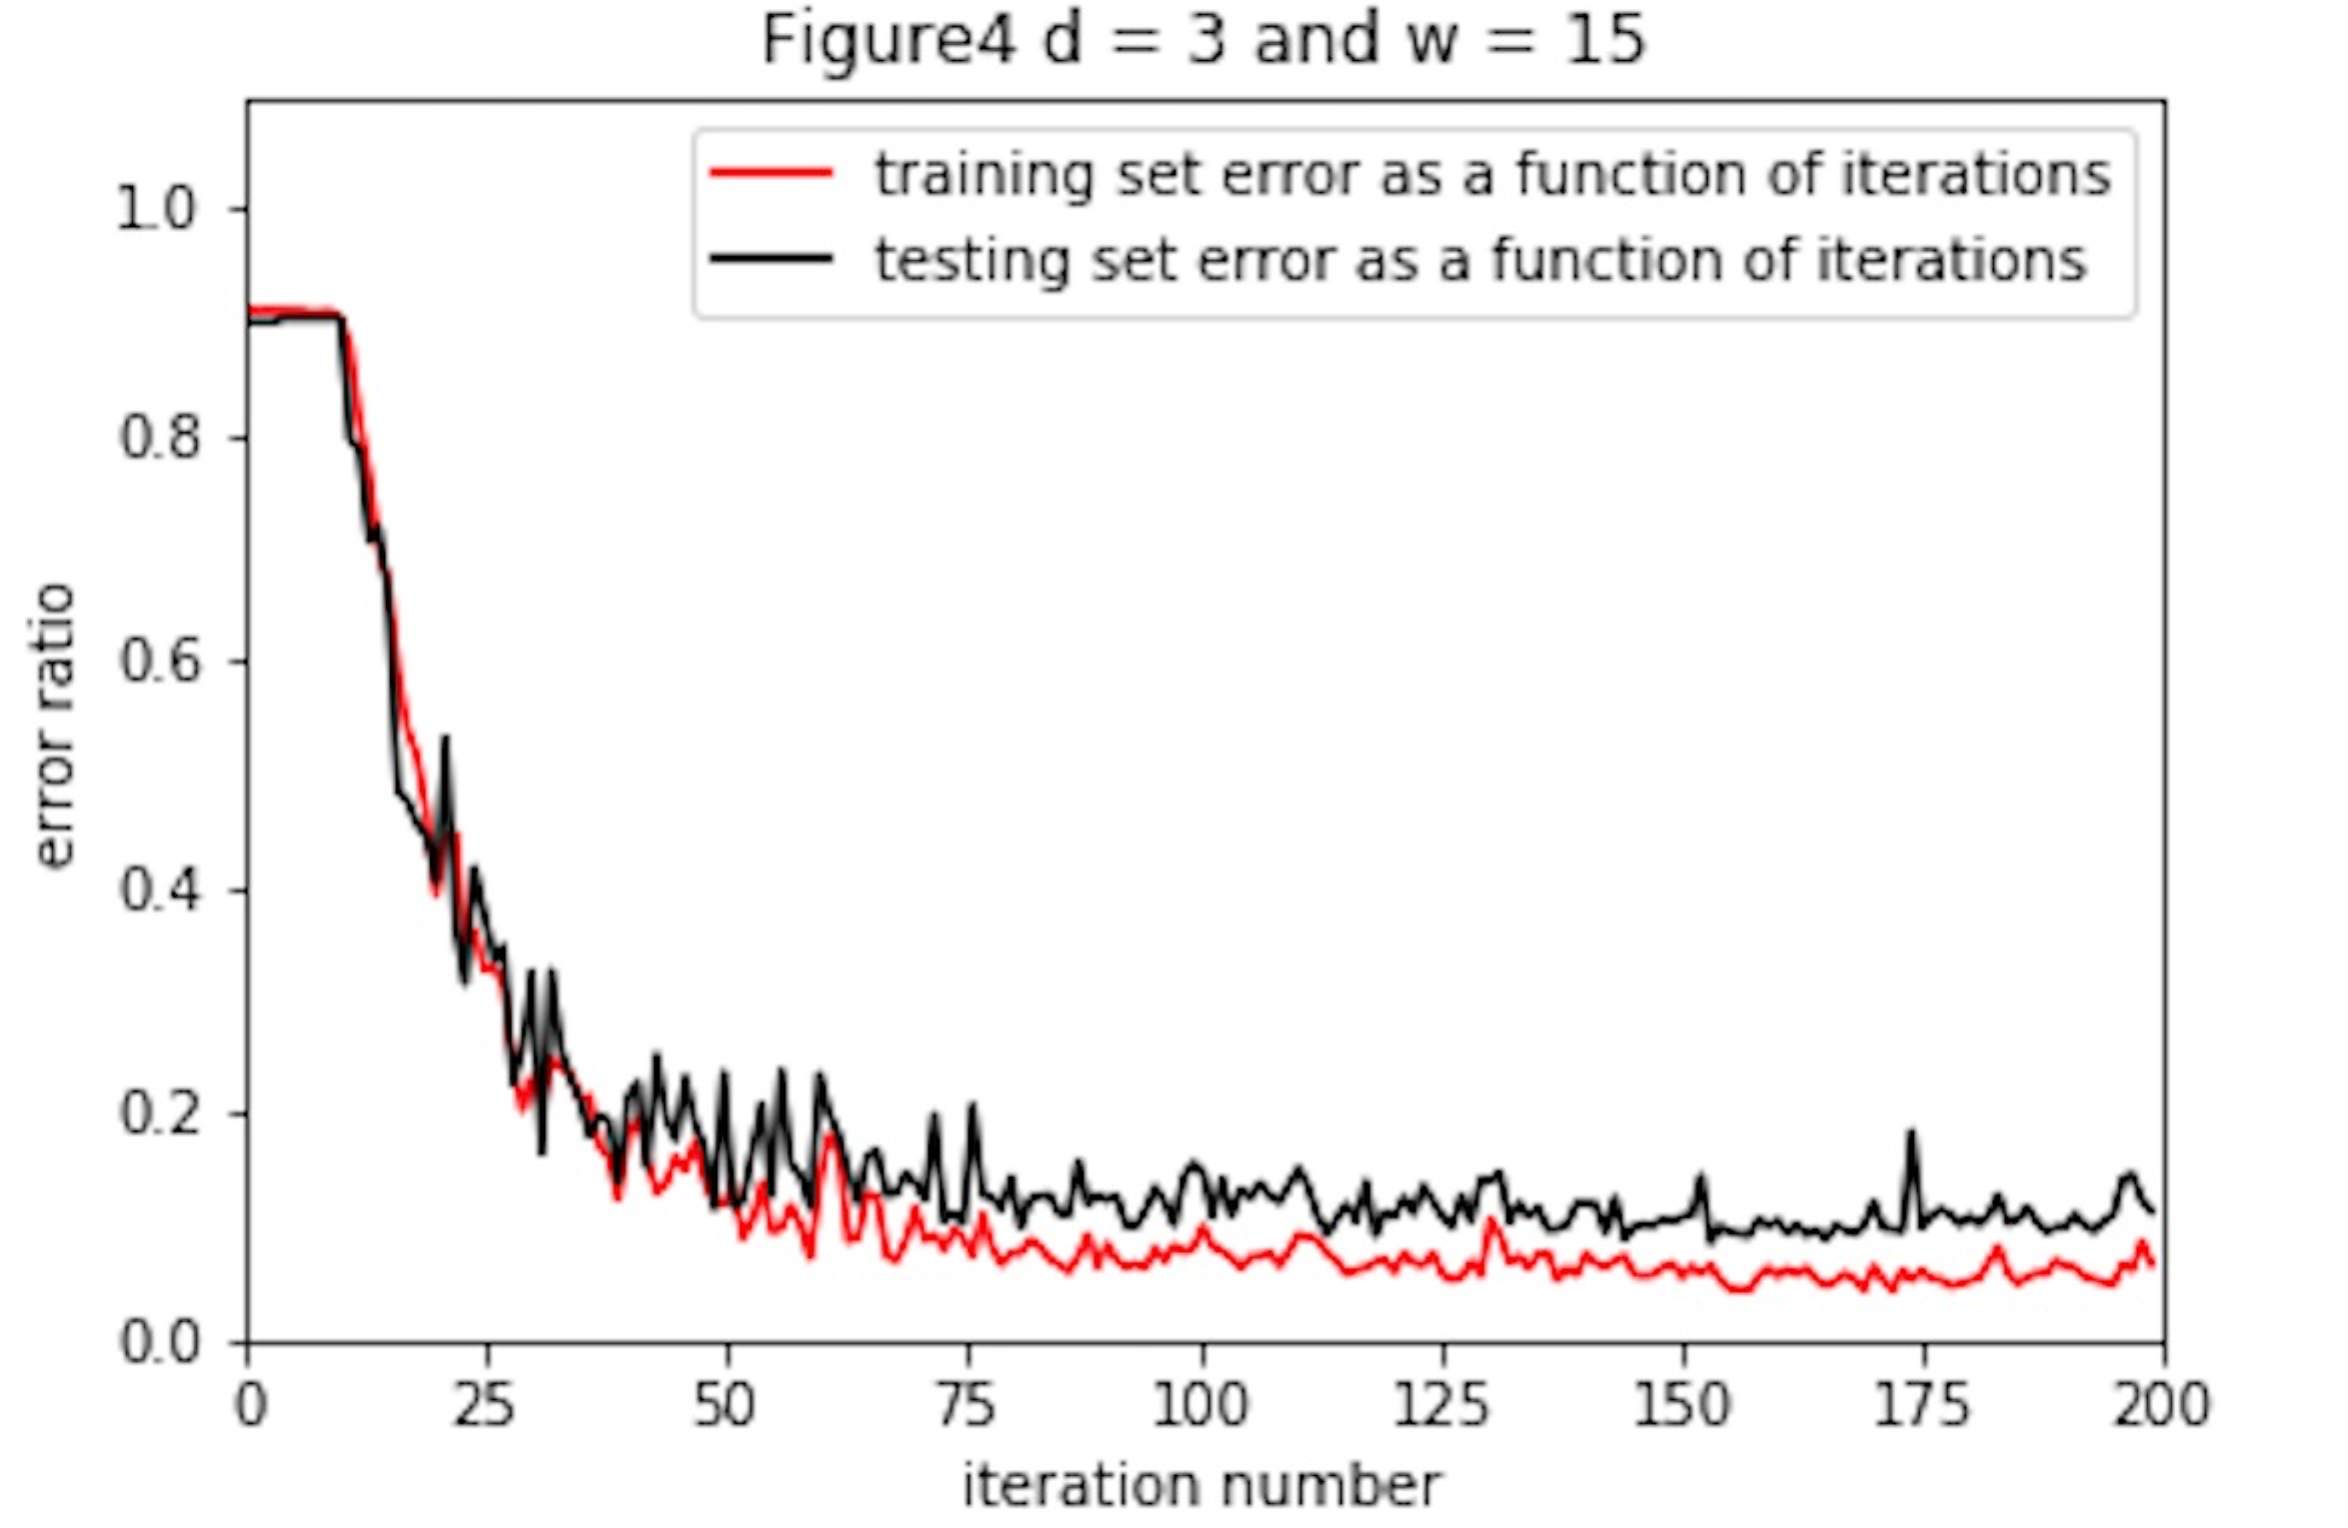 Figure4 d = 3 and w = 15
training set error as a function of iterations
testing set error as a function of iterations
1.0
0.8
0.6
0.4
0.2
0.0
error ratio
0 25 50 75 100 125 150 175 200
iteration number